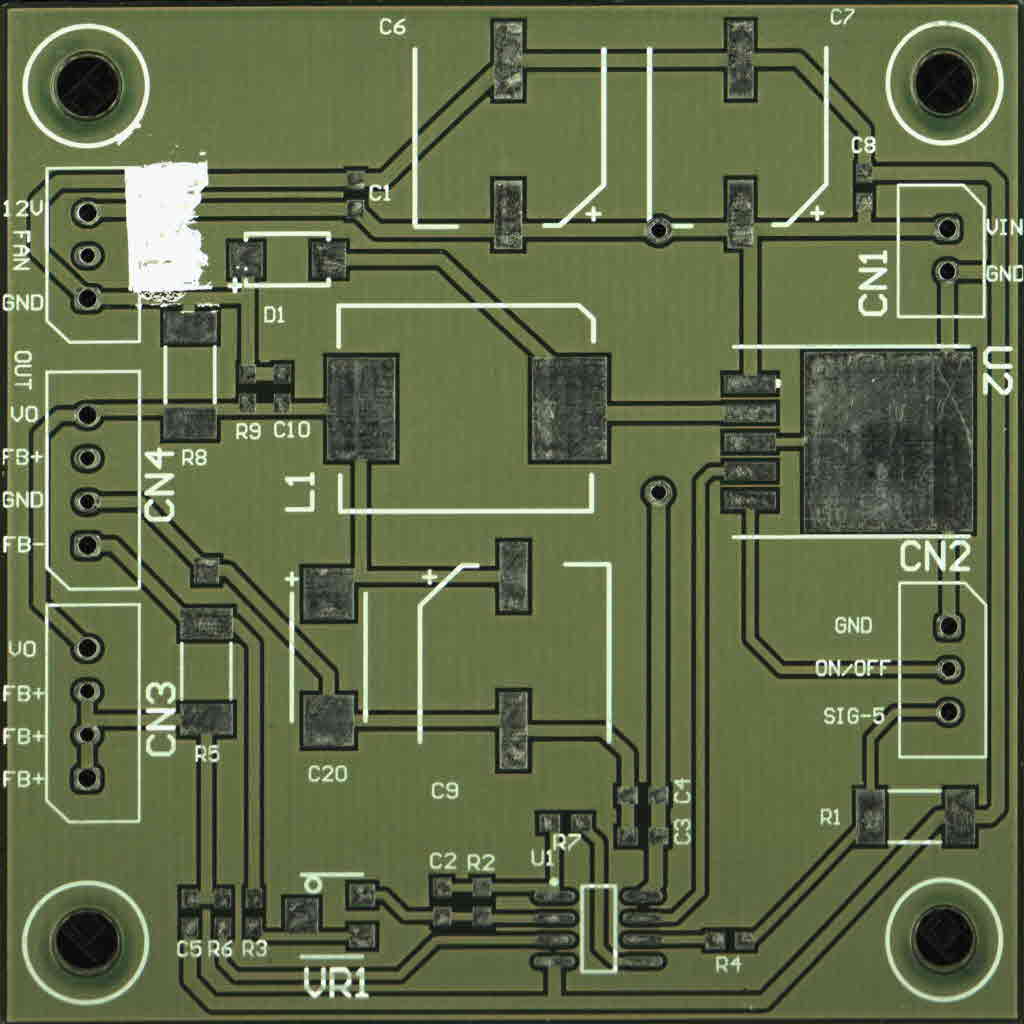 C6
C7
C8
C1
12V
FAN
GND
VIN
GND
CN1
D1
OUT
U2
VO
FB+
GND
FB-
R9
C10
R8
CN4
L1
CN2
GND
ON/OFF
SIG-5
VO
FB+
FB+
FB+
CN3
R5
C20
C9
C4
C3
R1
R7
U1
C2
R2
C5
R6
R3
VR1
R4